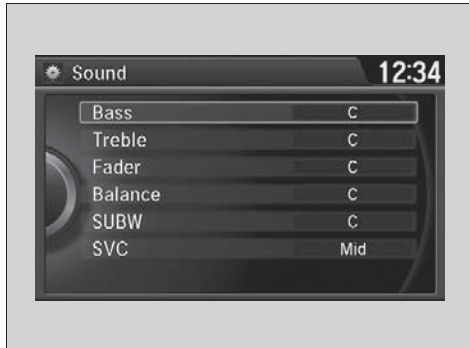 Sound 12:34
Bass C
Treble C
Fader C
Balance C
SUBW C
SVC Mid